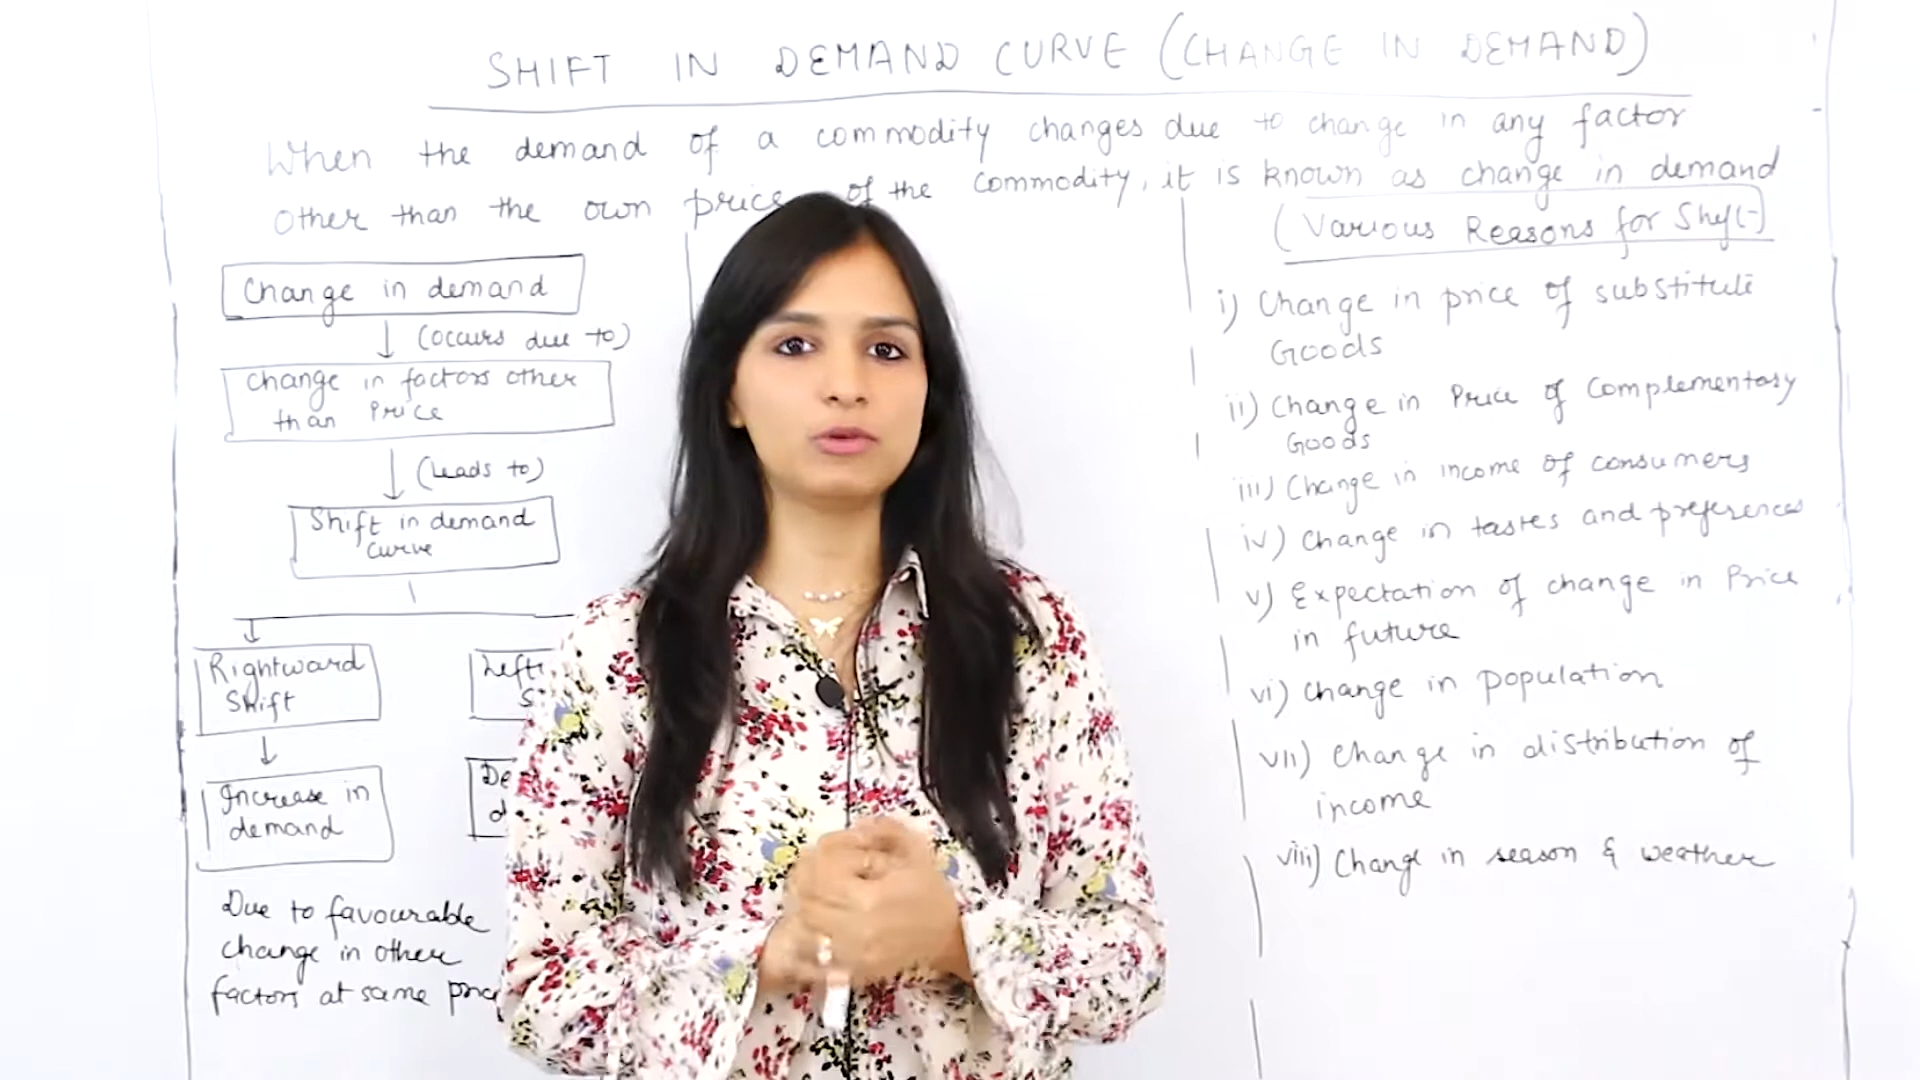 SHIFT IN DEMAND CURVE (CHANGE IN DEMAND)
When the demand of a commodity changes due to change in any factor
other than the own price of the commodity, it is known as change in demand
Change in demand
(occurs due to)
Change in factors other
than Price
(Leads to)
Shift in demand
curve
Rightward
Shift
Increase in
demand
Due to favourable
change in other
factors at same
(Various Reasons for Shift)
i) Change in price of substitute
Goods
ii) Change in Price of Complementary
Goods
iii) Change in income of consumers
iv) Change in tastes and preferences
v) Expectation of change in Price
in future
vi) Change in population
vii) Change in distribution of
income
viii) Change in season & weather